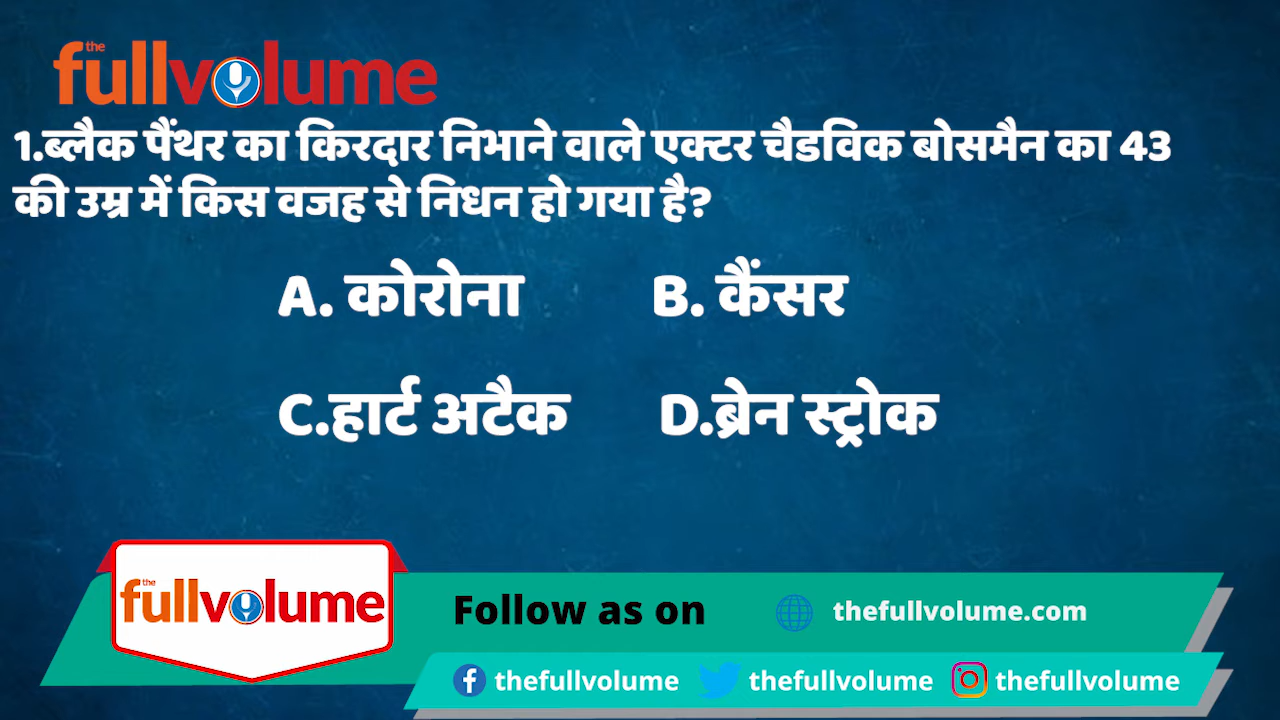 the
fullvolume
1.ब्लैक पैंथर का किरदार निभाने वाले एक्टर चैडविक बोसमैन का 43
की उम्र में किस वजह से निधन हो गया है?
A. कोरोना B. कैंसर
C.हार्ट अटैक D.ब्रेन स्ट्रोक
the
fullvolume
Follow as on thefullvolume.com
thefullvolume thefullvolume thefullvolume